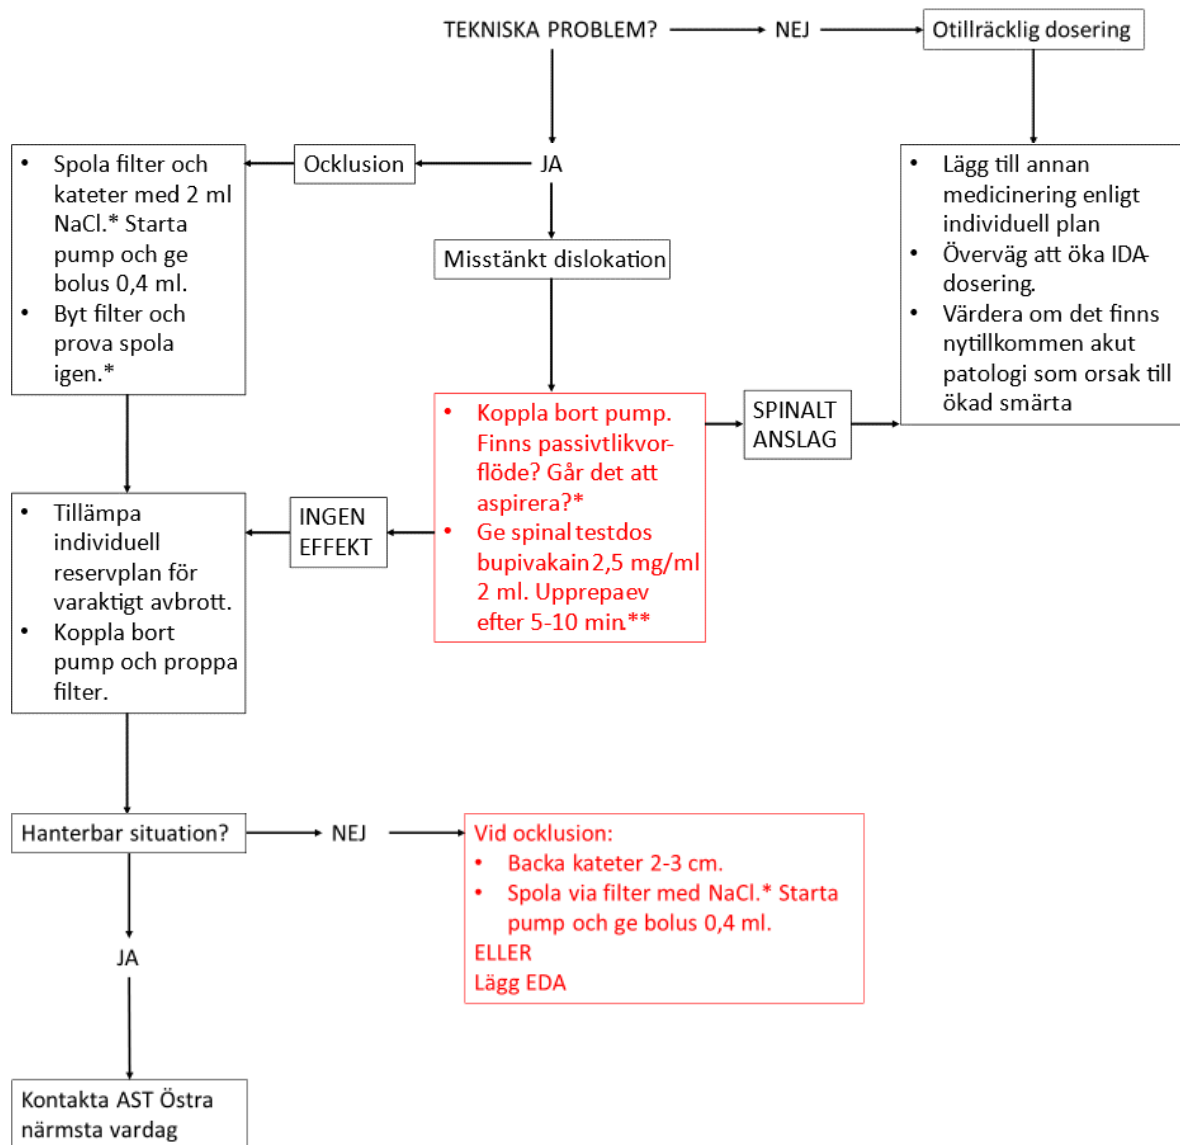 TEKNISKA PROBLEM?
NEJ
Otillräcklig dosering
JA
Ocklusion
• Spola filter och
kateter med 2 ml
NaCl.* Starta
pump och ge
bolus 0,4 ml.
• Byt filter och
prova spola
igen.*
• Lägg till annan
medicinering enligt
individuell plan
• Överväg att öka IDA-
dosering.
• Värdera om det finns
nytillkommen akut
patologi som orsak till
ökad smärta
Misstänkt dislokation
• Koppla bort pump.
Finns passivtlikvor-
flöde? Går det att
aspirera?*
• Ge spinal testdos
bupivakain 2,5 mg/ml
2 ml. Upprepaev
efter 5-10 min.**
SPINALT
ANSLAG
INGEN
EFFEKT
• Tillämpa
individuell
reservplan för
varaktigt avbrott.
• Koppla bort
pump och proppa
filter.
Hanterbar situation?
NEJ
Vid ocklusion:
• Backa kateter 2-3 cm.
• Spola via filter med NaCl.* Starta
pump och ge bolus 0,4 ml.
ELLER
Lägg EDA
JA
Kontakta AST Östra
närmsta vardag